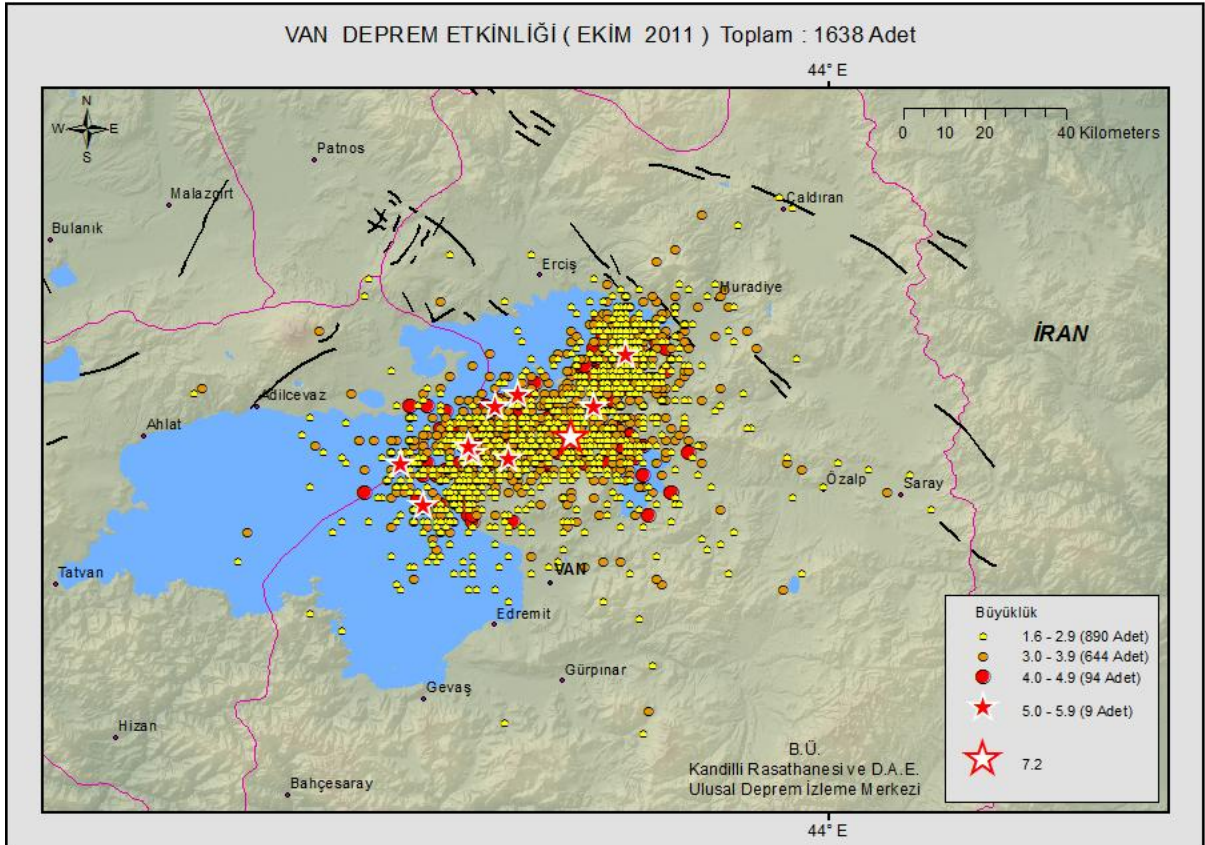 VAN DEPREM ETKİNLİĞİ ( EKİM 2011 ) Toplam : 1638 Adet
44° E
N
W E
S
0 10 20 40 Kilometers
Patnos
Malazgirt
Çaldıran
Bulanık
Erciş
Muradiye
İRAN
Adilcevaz
Ahlat
Özalp
Saray
Tatvan
VAN
Edremit
Gürpınar
Gevaş
Hizan
Bahçesaray
B.Ü.
Kandilli Rasathanesi ve D.A.E.
Ulusal Deprem İzleme Merkezi
Büyüklük
1.6 - 2.9 (890 Adet)
3.0 - 3.9 (644 Adet)
4.0 - 4.9 (94 Adet)
5.0 - 5.9 (9 Adet)
7.2
44° E